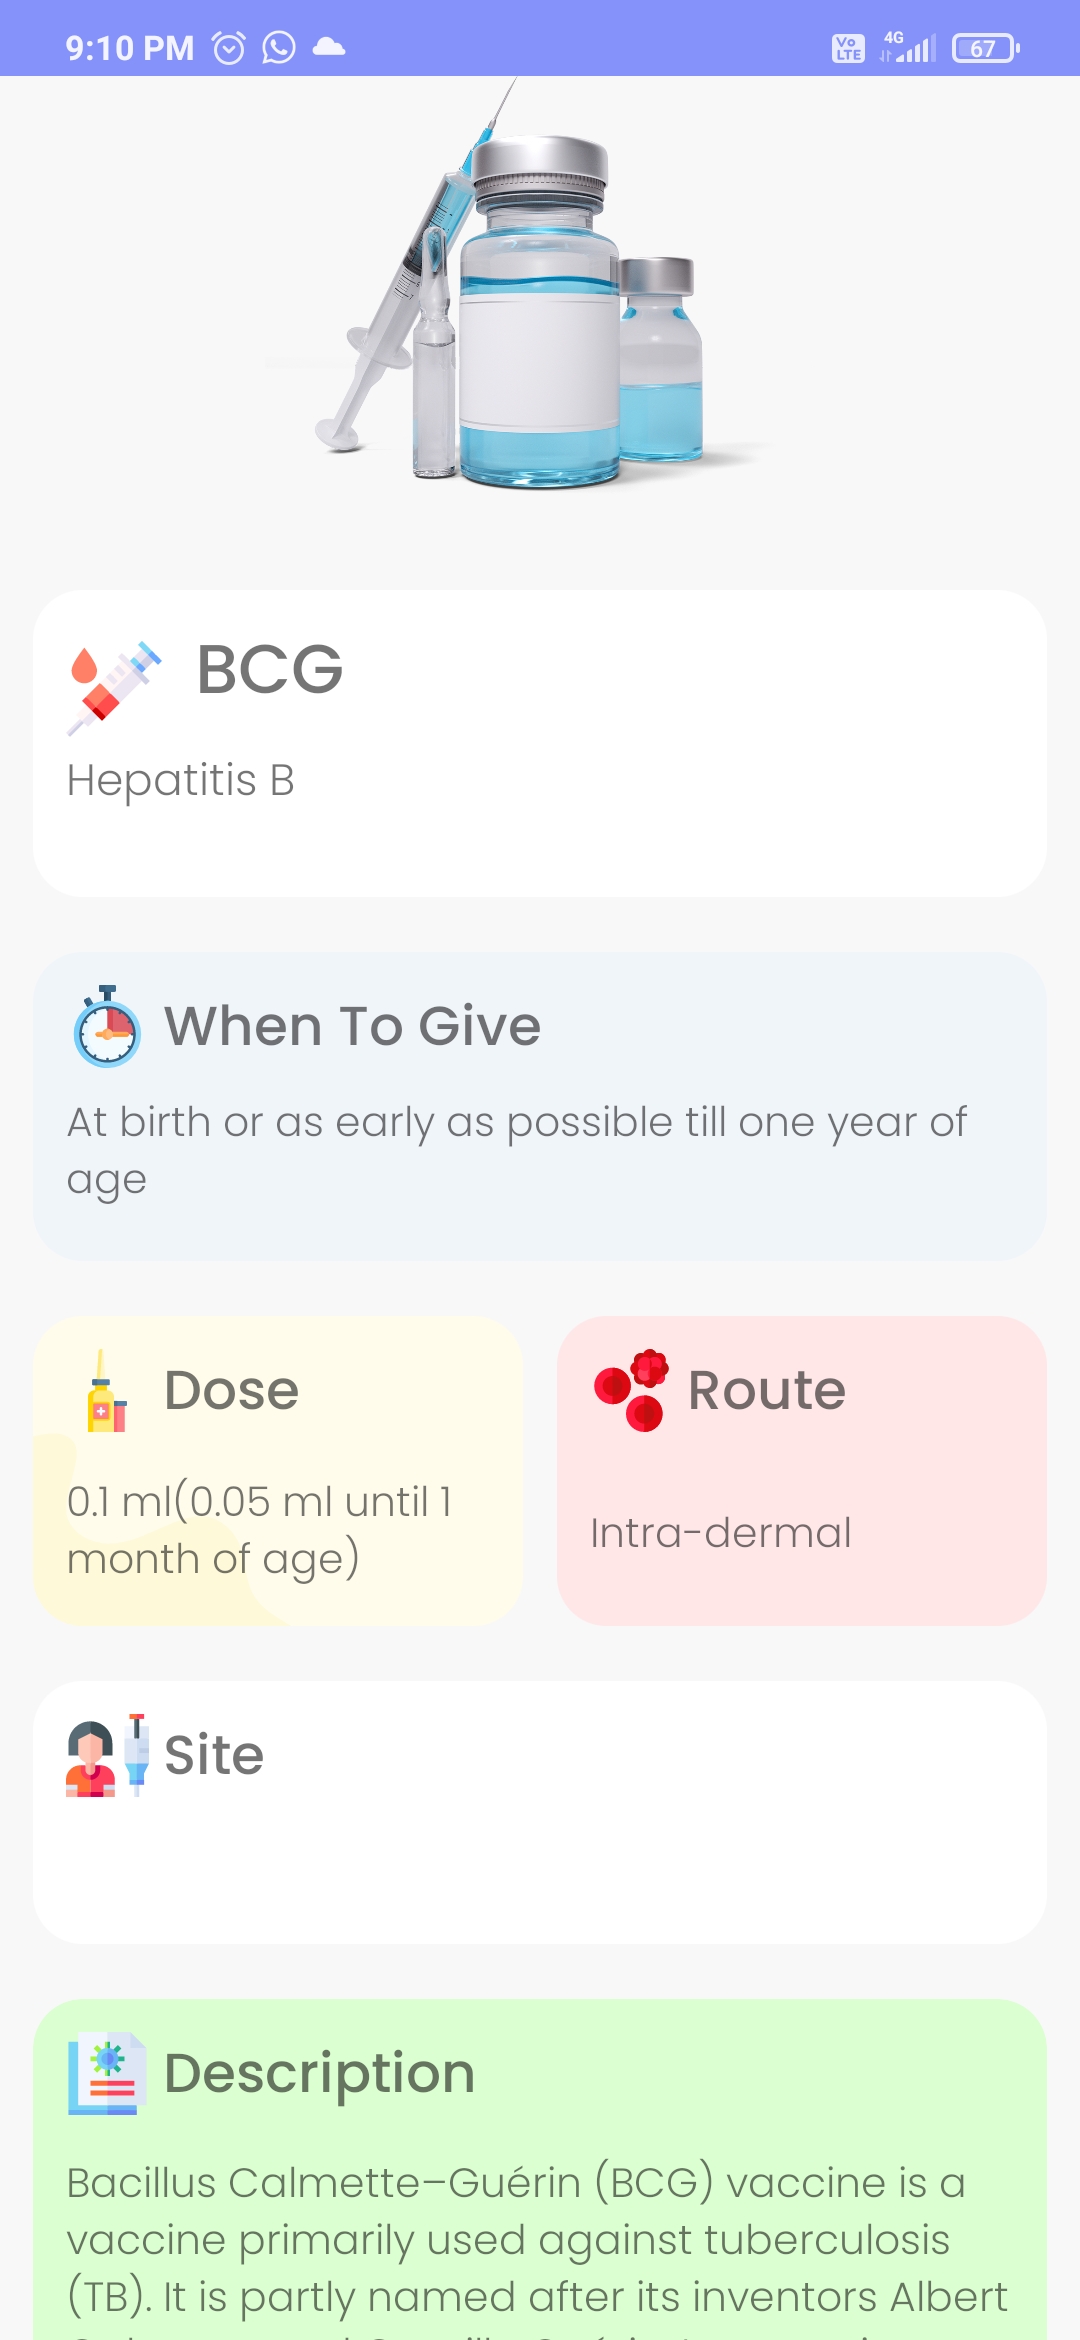 9:10 PM
Vo LTE 4G 67
BCG
Hepatitis B
When To Give
At birth or as early as possible till one year of
age
Dose
0.1 ml(0.05 ml until 1
month of age)
Route
Intra-dermal
Site
Description
Bacillus Calmette–Guérin (BCG) vaccine is a
vaccine primarily used against tuberculosis
(TB). It is partly named after its inventors Albert